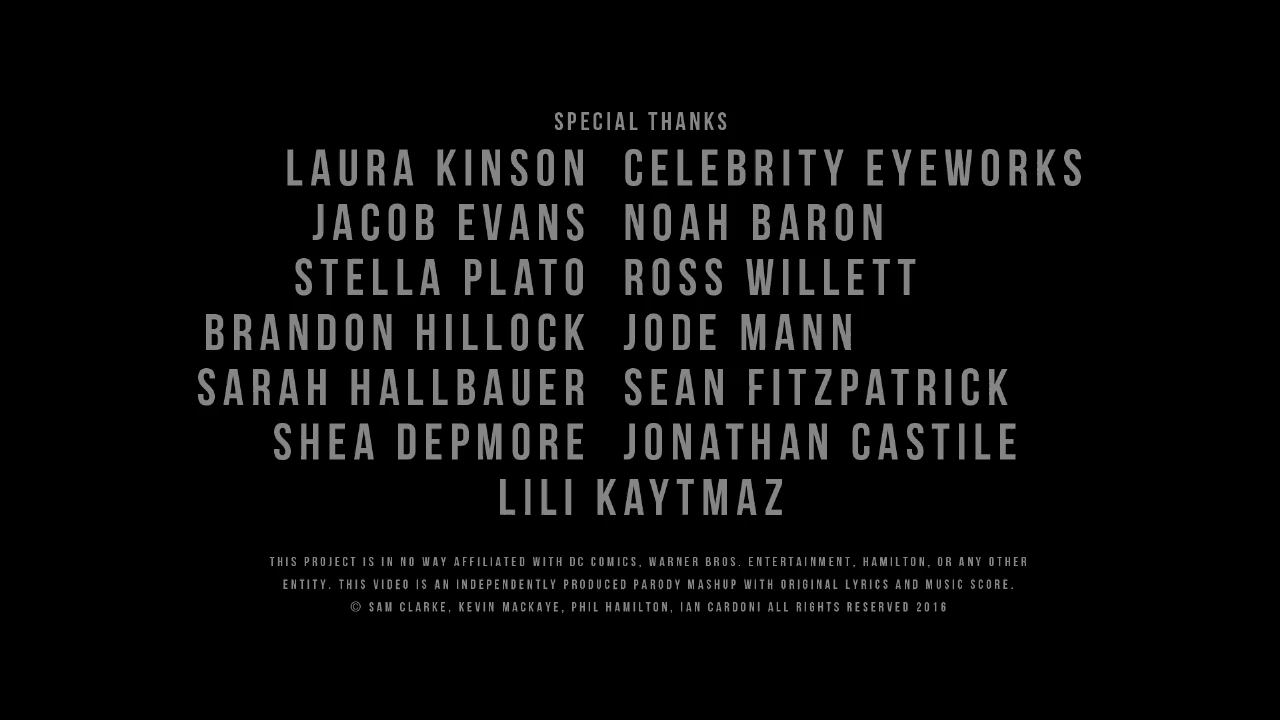 SPECIAL THANKS
LAURA KINSON CELEBRITY EYEWORKS
JACOB EVANS NOAH BARON
STELLA PLATO ROSS WILLETT
BRANDON HILLOCK JODE MANN
SARAH HALLBAUER SEAN FITZPATRICK
SHEA DEPMORE JONATHAN CASTILE
LILI KAYTMAZ
THIS PROJECT IS IN NO WAY AFFILIATED WITH DC COMICS, WARNER BROS. ENTERTAINMENT, HAMILTON, OR ANY OTHER
ENTITY. THIS VIDEO IS AN INDEPENDENTLY PRODUCED PARODY MASHUP WITH ORIGINAL LYRICS AND MUSIC SCORE.
© SAM CLARKE, KEVIN MACKAYE, PHIL HAMILTON, IAN CARDONI ALL RIGHTS RESERVED 2016